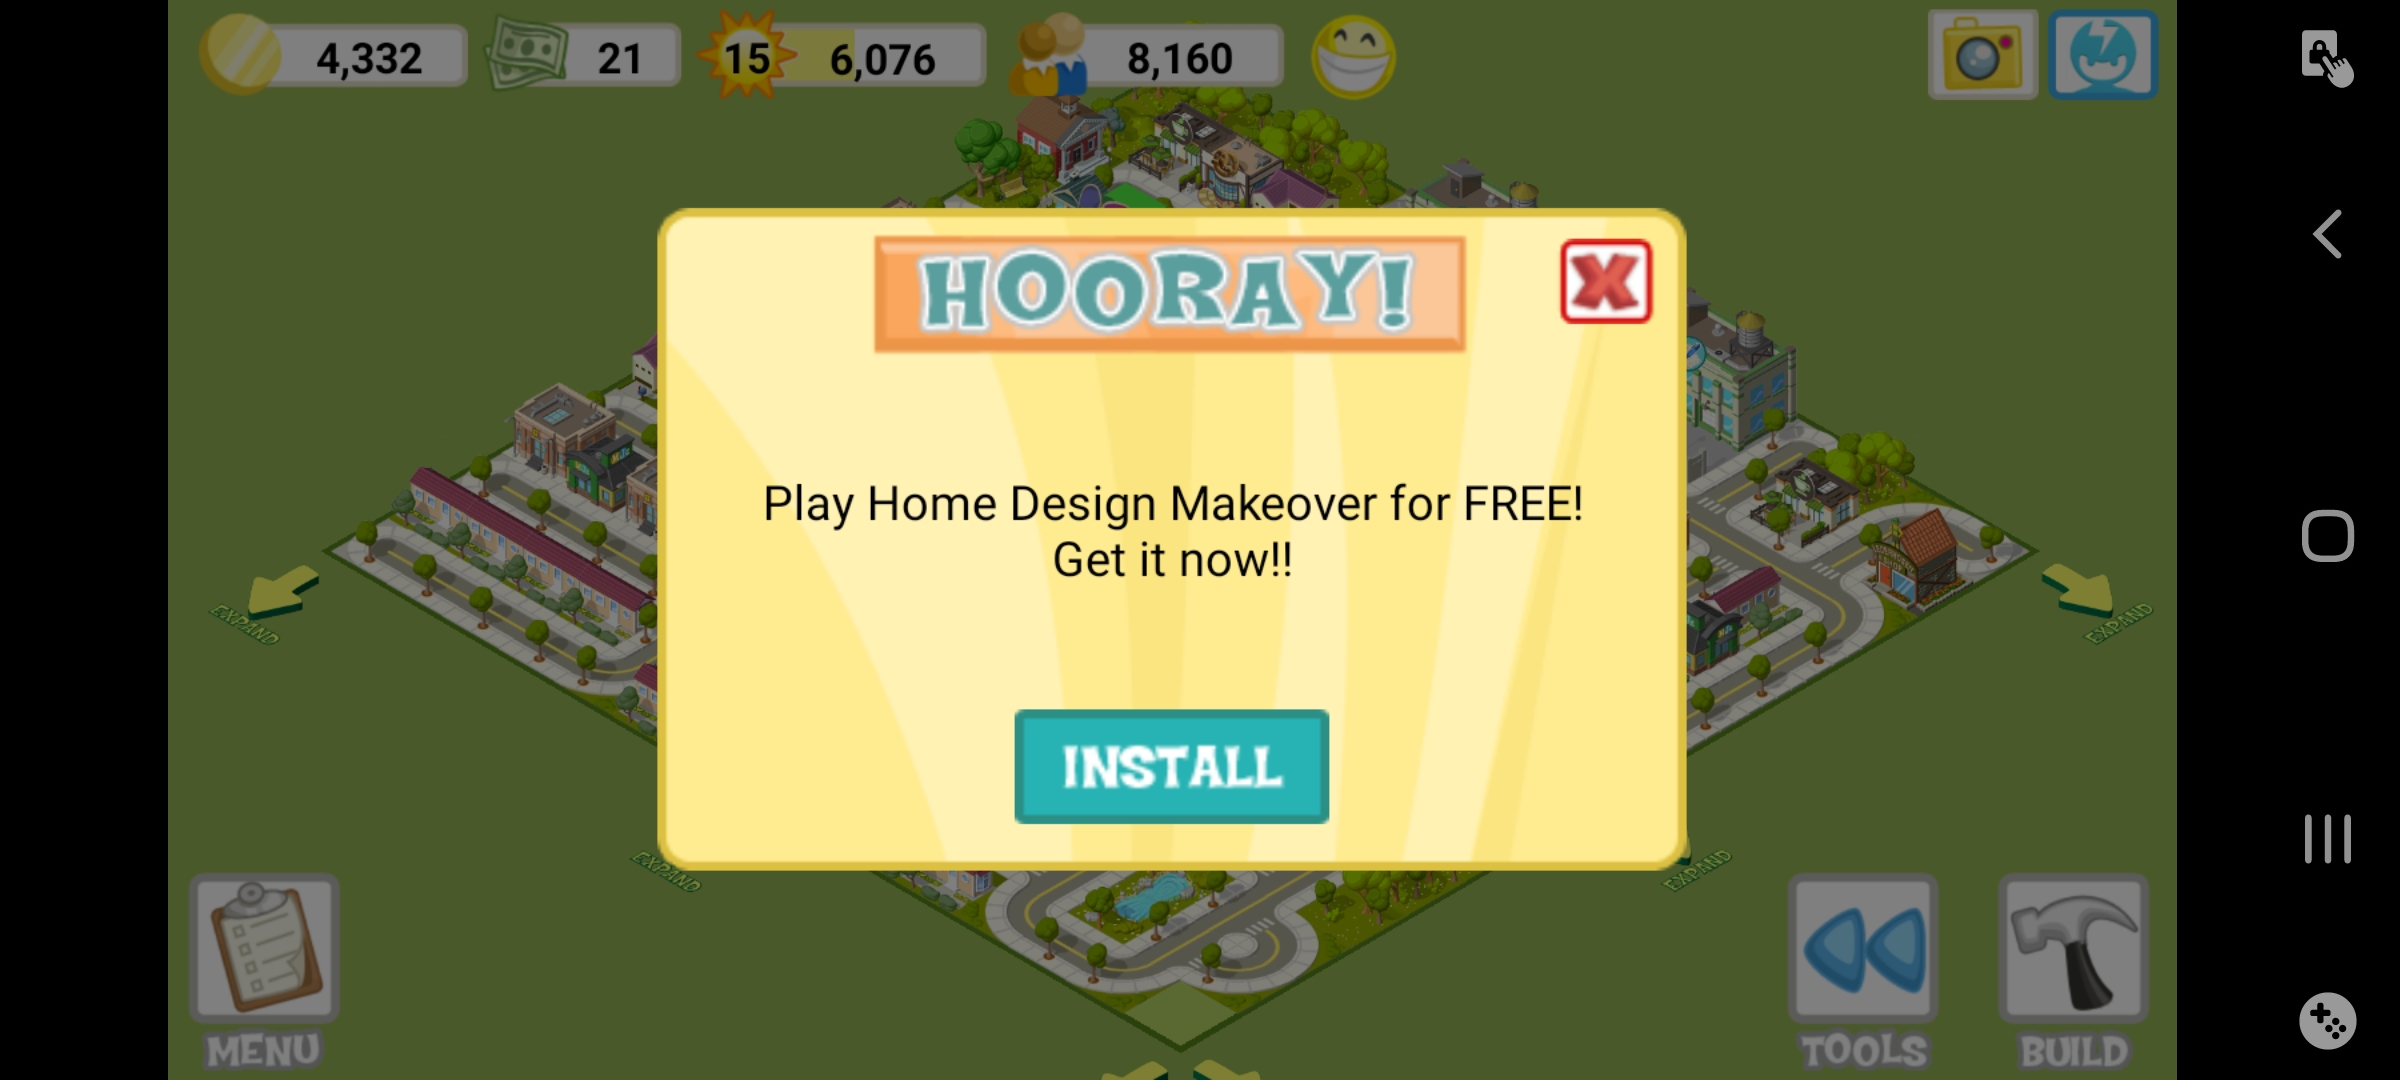 4,332
21
15
6,076
8,160
HOORAY!
Play Home Design Makeover for FREE!
Get it now!!
INSTALL
EXPAND
EXPAND
EXPAND
EXPAND
MENU
TOOLS
BUILD